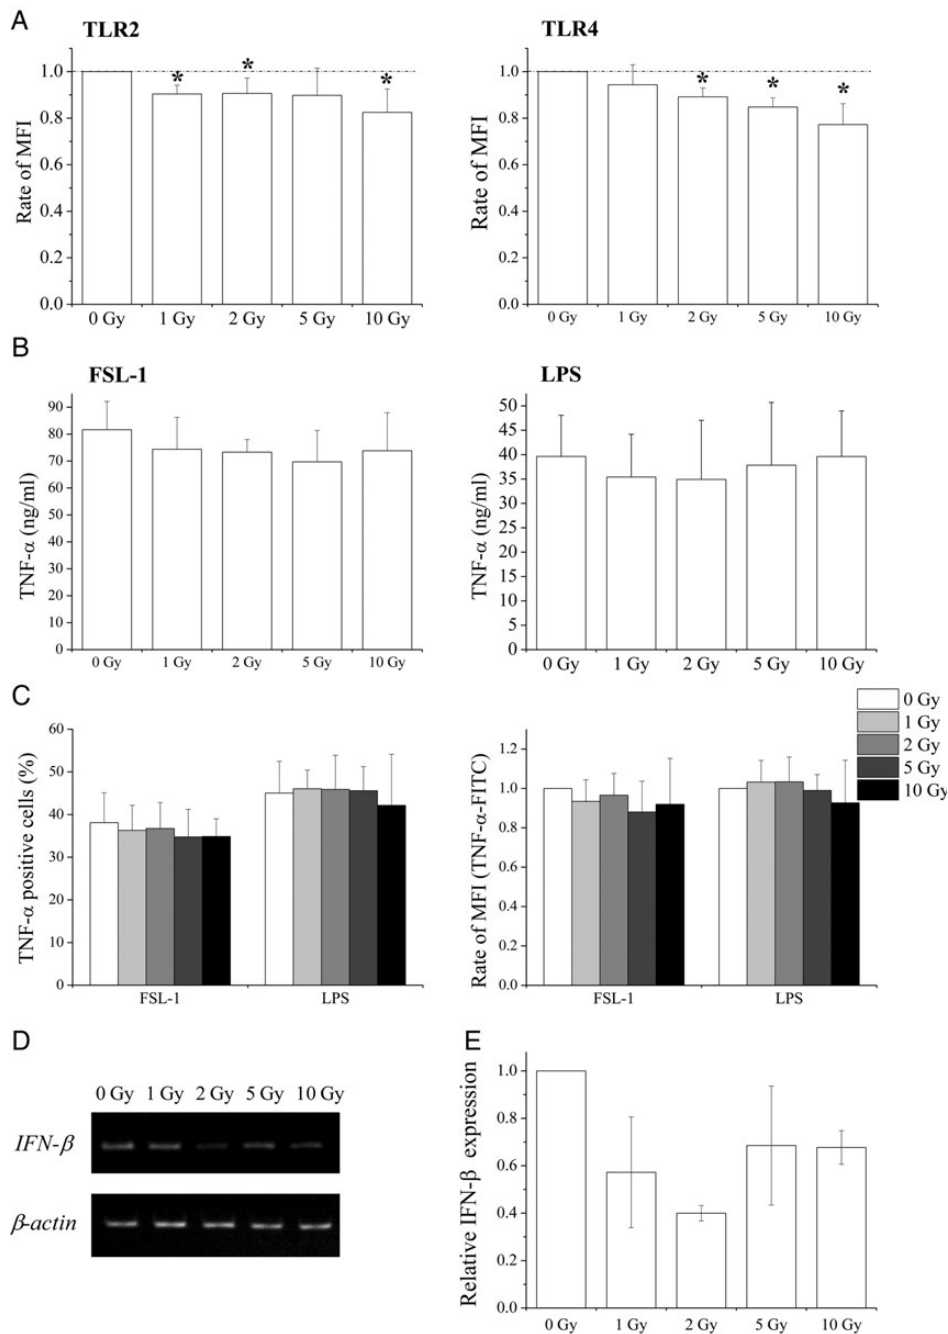 A
TLR2
TLR4
Rate of MFI
1.0
0.8
0.6
0.4
0.2
0.0
* * *
0 Gy 1 Gy 2 Gy 5 Gy 10 Gy
Rate of MFI
1.0
0.8
0.6
0.4
0.2
0.0
* * *
0 Gy 1 Gy 2 Gy 5 Gy 10 Gy
B
FSL-1
LPS
TNF-α (ng/ml)
90
80
70
60
50
40
30
20
10
0
0 Gy 1 Gy 2 Gy 5 Gy 10 Gy
TNF-α (ng/ml)
50
45
40
35
30
25
20
15
10
5
0
0 Gy 1 Gy 2 Gy 5 Gy 10 Gy
C
TNF-α positive cells (%)
60
50
40
30
20
10
0
FSL-1 LPS
Rate of MFI (TNF-α-FITC)
1.2
1.0
0.8
0.6
0.4
0.2
0.0
FSL-1 LPS
0 Gy
1 Gy
2 Gy
5 Gy
10 Gy
D
0 Gy 1 Gy 2 Gy 5 Gy 10 Gy
IFN-β
β-actin
E
Relative IFN-β expression
1.0
0.8
0.6
0.4
0.2
0.0
0 Gy 1 Gy 2 Gy 5 Gy 10 Gy